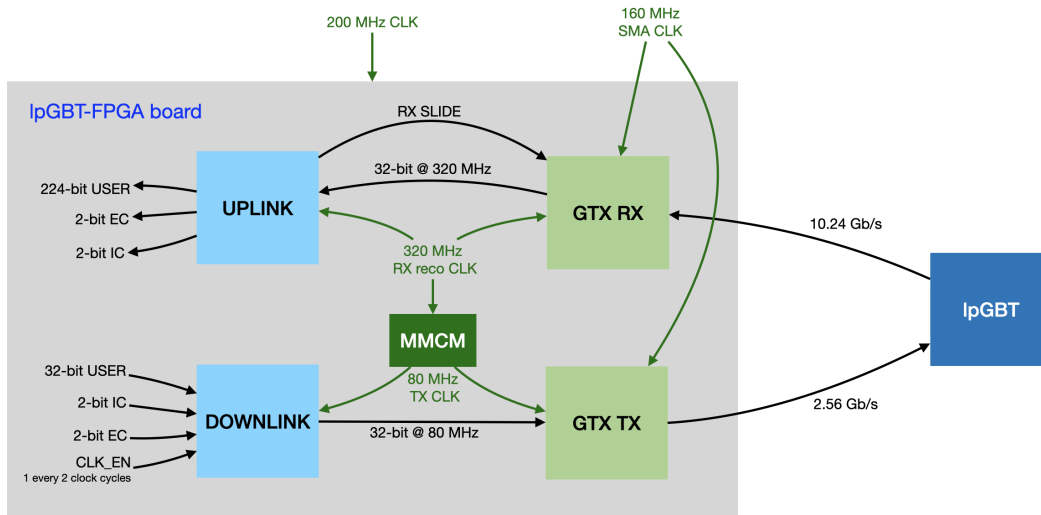 200 MHz CLK
160 MHz
SMA CLK
lpGBT-FPGA board
RX SLIDE
32-bit @ 320 MHz
224-bit USER
2-bit EC
2-bit IC
UPLINK
GTX RX
10.24 Gb/s
320 MHz
RX reco CLK
lpGBT
MMCM
32-bit USER
2-bit IC
2-bit EC
CLK_EN
1 every 2 clock cycles
DOWNLINK
80 MHz
TX CLK
32-bit @ 80 MHz
GTX TX
2.56 Gb/s